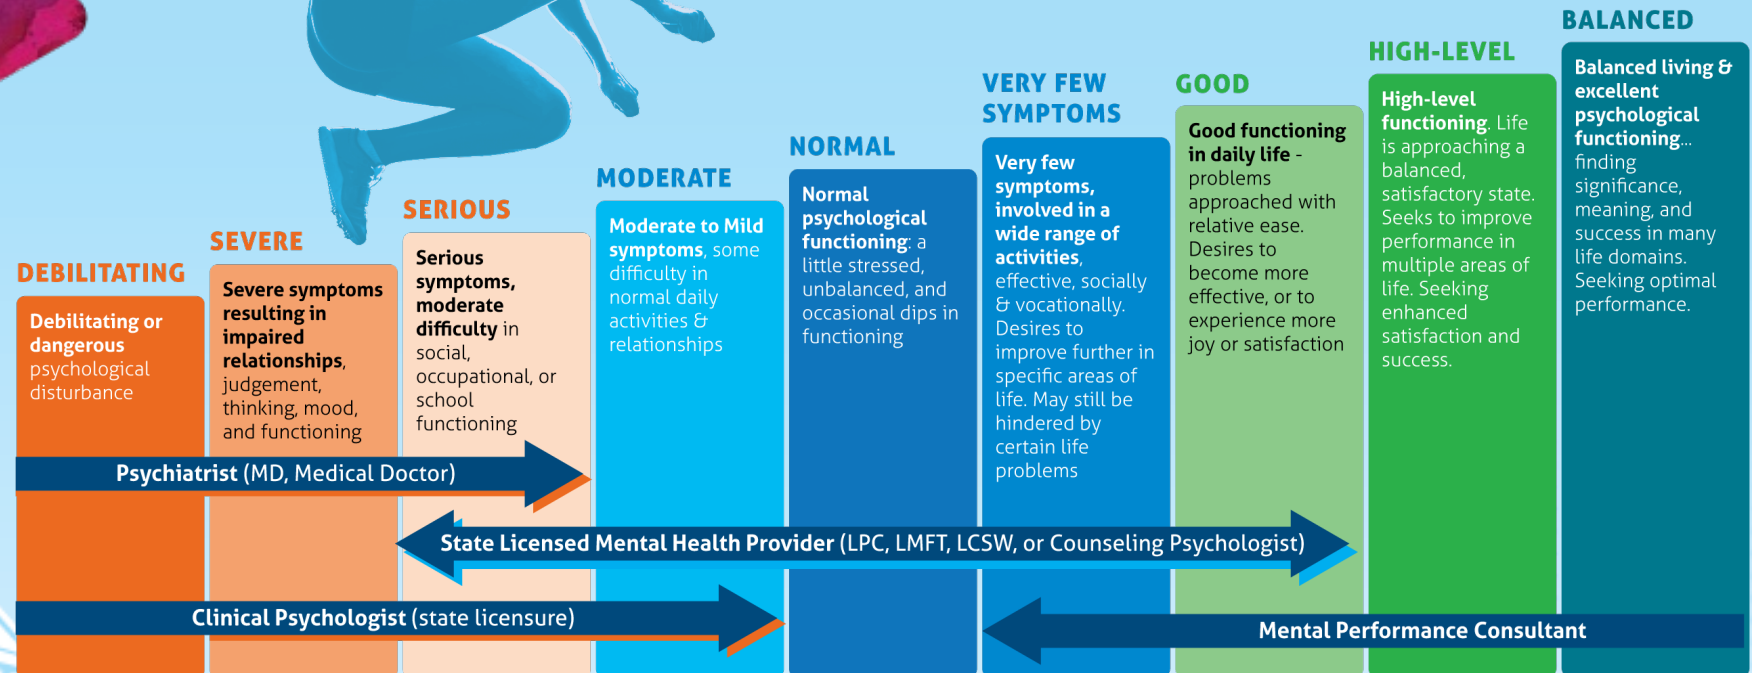 DEBILITATING
Debilitating or
dangerous
psychological
disturbance
SEVERE
Severe symptoms
resulting in
impaired
relationships,
judgement,
thinking, mood,
and functioning
SERIOUS
Serious
symptoms,
moderate
difficulty in
social,
occupational, or
school
functioning
MODERATE
Moderate to Mild
symptoms, some
difficulty in
normal daily
activities &
relationships
NORMAL
Normal
psychological
functioning: a
little stressed,
unbalanced, and
occasional dips in
functioning
VERY FEW
SYMPTOMS
Very few
symptoms,
involved in a
wide range of
activities,
effective, socially
& vocationally.
Desires to
improve further in
specific areas of
life. May still be
hindered by
certain life
problems
GOOD
Good functioning
in daily life -
problems
approached with
relative ease.
Desires to
become more
effective, or to
experience more
joy or satisfaction
HIGH-LEVEL
High-level
functioning. Life
is approaching a
balanced,
satisfactory state.
Seeks to improve
performance in
multiple areas of
life. Seeking
enhanced
satisfaction and
success.
BALANCED
Balanced living &
excellent
psychological
functioning...
finding
significance,
meaning, and
success in many
life domains.
Seeking optimal
performance.
Psychiatrist (MD, Medical Doctor)
State Licensed Mental Health Provider (LPC, LMFT, LCSW, or Counseling Psychologist)
Clinical Psychologist (state licensure)
Mental Performance Consultant